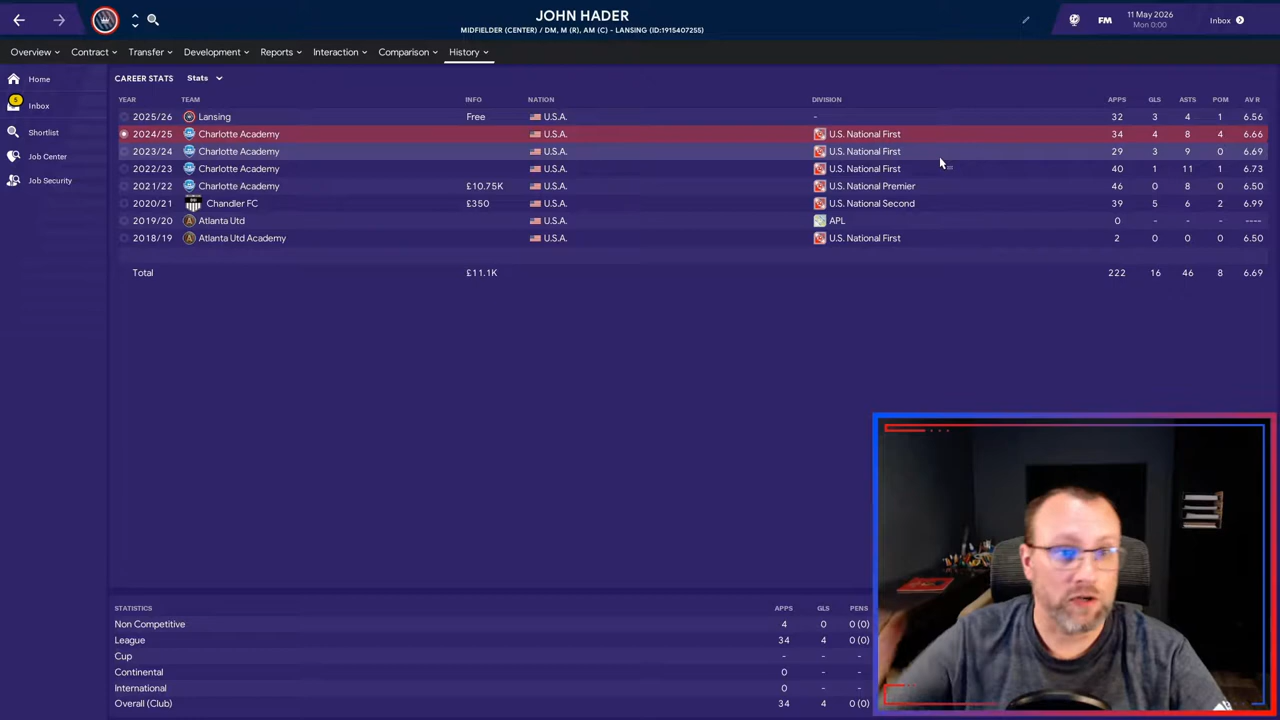 JOHN HADER
MIDFIELDER (CENTER) / DM, M (R), AM (C) - LANSING (ID:1915407255)
FM
11 May 2026
Mon 0:00
Inbox
Overview
Contract
Transfer
Development
Reports
Interaction
Comparison
History
Home
5
Inbox
Shortlist
Job Center
Job Security
CAREER STATS Stats
YEAR TEAM INFO NATION DIVISION APPS GLS ASTS POM AV R
2025/26 Lansing Free U.S.A. - 32 3 4 1 6.56
2024/25 Charlotte Academy U.S.A. U.S. National First 34 4 8 4 6.66
2023/24 Charlotte Academy U.S.A. U.S. National First 29 3 9 0 6.69
2022/23 Charlotte Academy U.S.A. U.S. National First 40 1 11 1 6.73
2021/22 Charlotte Academy £10.75K U.S.A. U.S. National Premier 46 0 8 0 6.50
2020/21 Chandler FC £350 U.S.A. U.S. National Second 39 5 6 2 6.99
2019/20 Atlanta Utd U.S.A. APL 0 - - - ----
2018/19 Atlanta Utd Academy U.S.A. U.S. National First 2 0 0 0 6.50
Total £11.1K 222 16 46 8 6.69
STATISTICS APPS GLS PENS
Non Competitive 4 0 0 (0)
League 34 4 0 (0)
Cup - - -
Continental 0 - -
International 0 - -
Overall (Club) 34 4 0 (0)